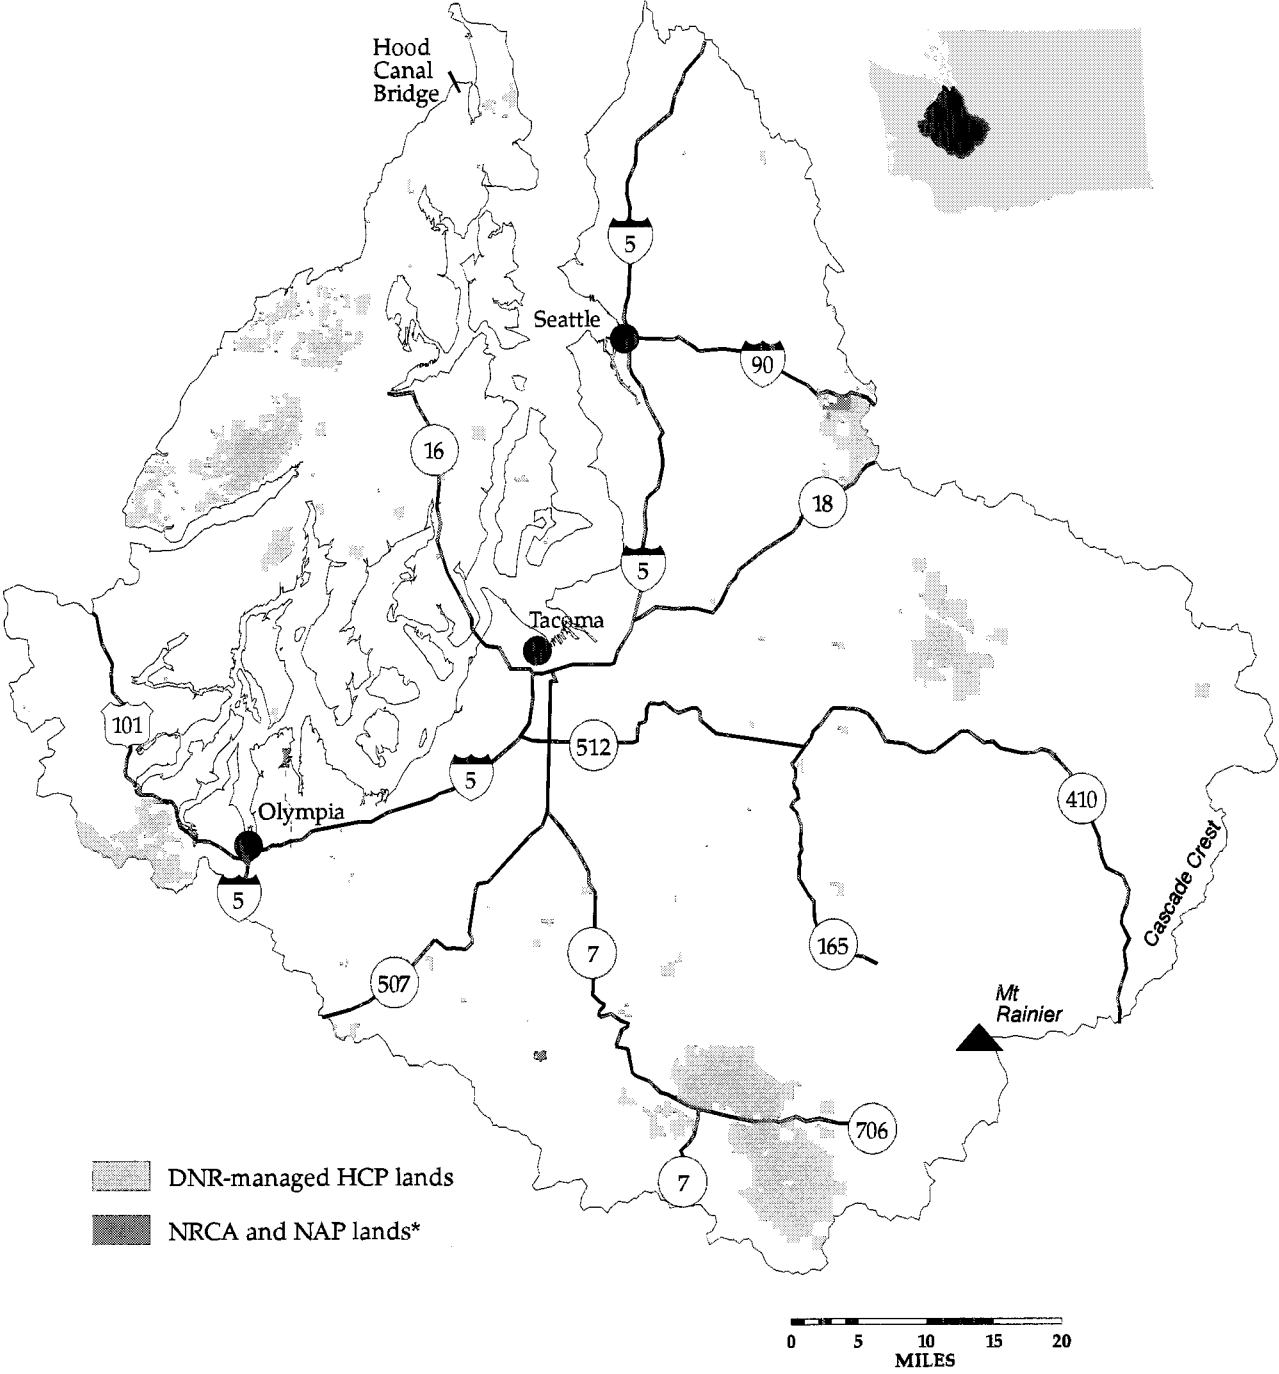 Hood
Canal
Bridge
5
Seattle
90
16
18
5
Tacoma
101
512
5
410
Olympia
5
Cascade Crest
165
7
507
Mt
Rainier
706
7
DNR-managed HCP lands
NRCA and NAP lands*
0 5 10 15 20
MILES